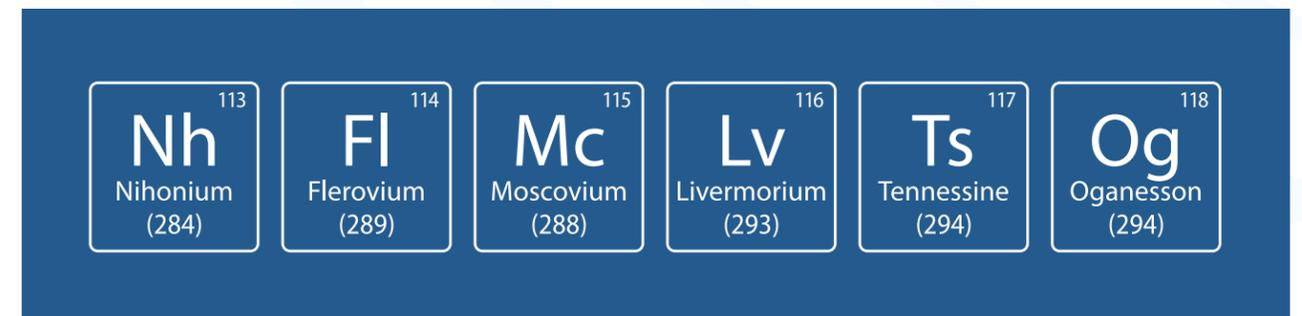 113 114 115 116 117 118
Nh Fl Mc Lv Ts Og
Nihonium Flerovium Moscovium Livermorium Tennessine Oganesson
(284) (289) (288) (293) (294) (294)